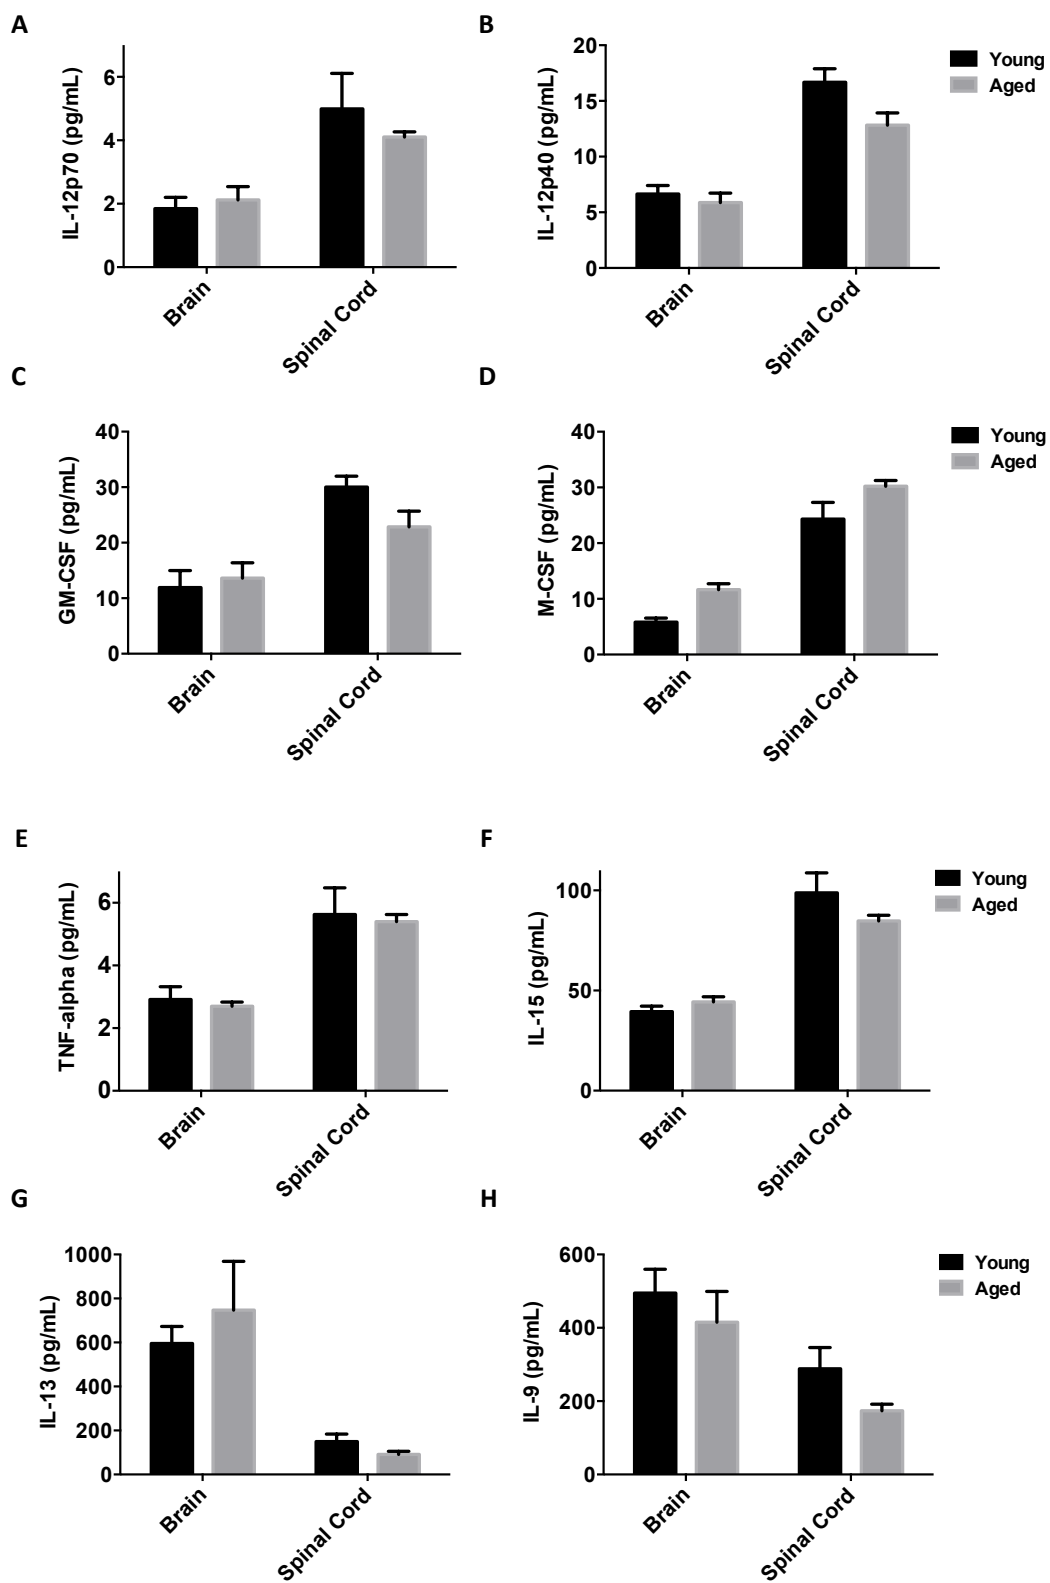 A
B
IL-12p70 (pg/mL)
6
4
2
0
Brain
Spinal Cord
IL-12p40 (pg/mL)
20
15
10
5
0
Brain
Spinal Cord
Young
Aged
C
D
GM-CSF (pg/mL)
40
30
20
10
0
Brain
Spinal Cord
M-CSF (pg/mL)
40
30
20
10
0
Brain
Spinal Cord
Young
Aged
E
F
TNF-alpha (pg/mL)
6
4
2
0
Brain
Spinal Cord
IL-15 (pg/mL)
100
50
0
Brain
Spinal Cord
Young
Aged
G
H
IL-13 (pg/mL)
1000
800
600
400
200
0
Brain
Spinal Cord
IL-9 (pg/mL)
600
400
200
0
Brain
Spinal Cord
Young
Aged